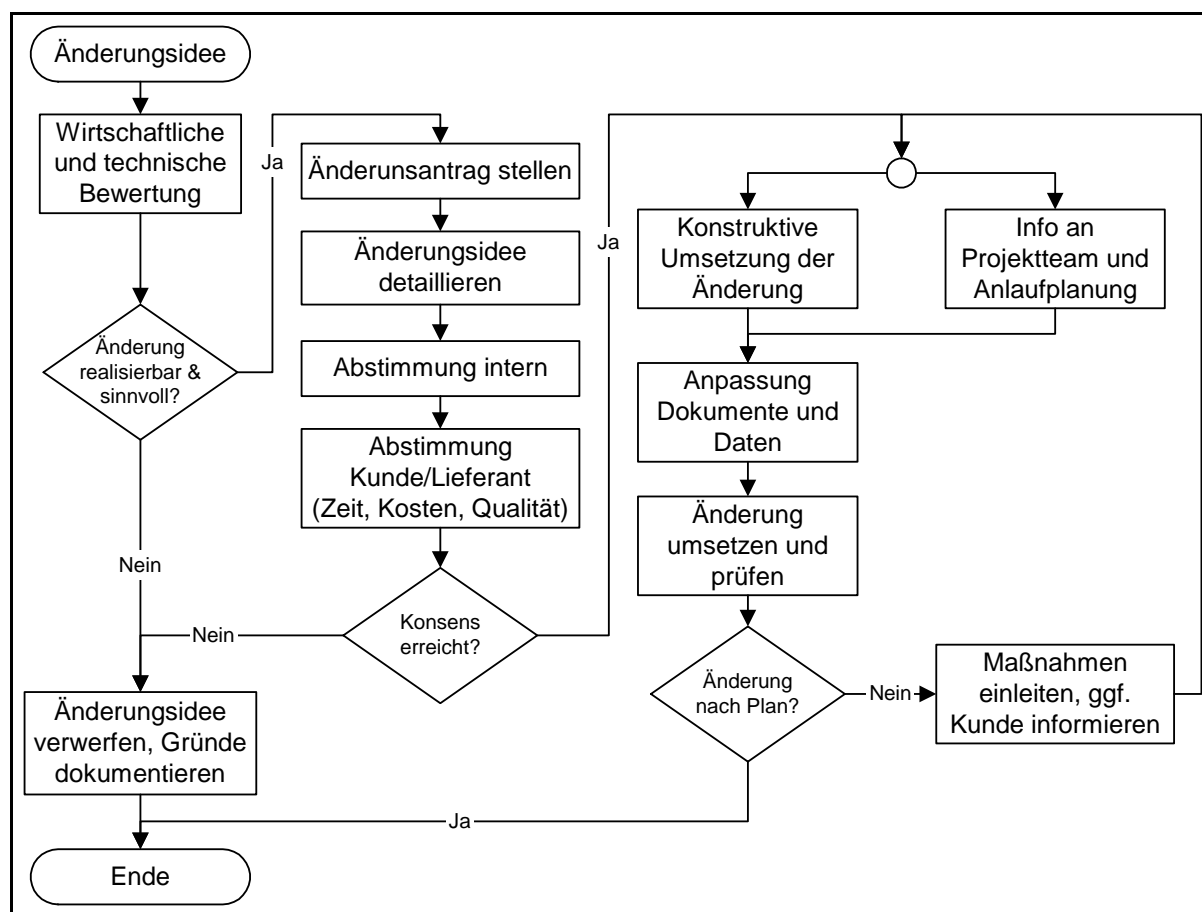 Änderungsidee
Wirtschaftliche
und technische
Bewertung
Änderung
realisierbar &
sinnvoll?
Ja
Nein
Änderunsantrag stellen
Änderungsidee
detaillieren
Abstimmung intern
Abstimmung
Kunde/Lieferant
(Zeit, Kosten, Qualität)
Konsens
erreicht?
Nein
Ja
Änderungsidee
verwerfen, Gründe
dokumentieren
Ende
Konstruktive
Umsetzung der
Änderung
Info an
Projektteam und
Anlaufplanung
Anpassung
Dokumente und
Daten
Änderung
umsetzen und
prüfen
Änderung
nach Plan?
Nein
Maßnahmen
einleiten, ggf.
Kunde informieren
Ja